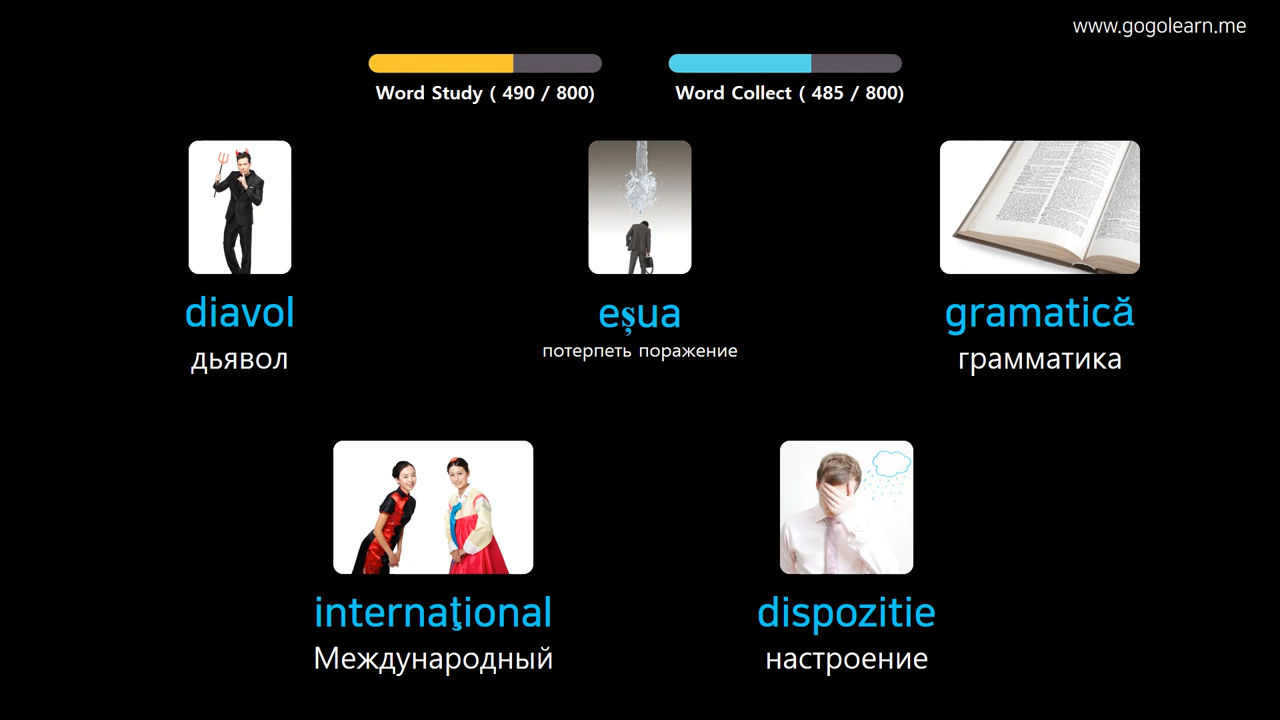 www.gogolearn.me
Word Study ( 490 / 800)
Word Collect ( 485 / 800)
diavol
дьявол
eșua
потерпеть поражение
gramatică
грамматика
internaţional
Международный
dispozitie
настроение